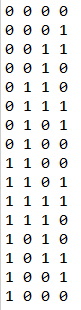 0 0 0 0
0 0 0 1
0 0 1 1
0 0 1 0
0 1 1 0
0 1 1 1
0 1 0 1
0 1 0 0
1 1 0 0
1 1 0 1
1 1 1 1
1 1 1 0
1 0 1 0
1 0 1 1
1 0 0 1
1 0 0 0